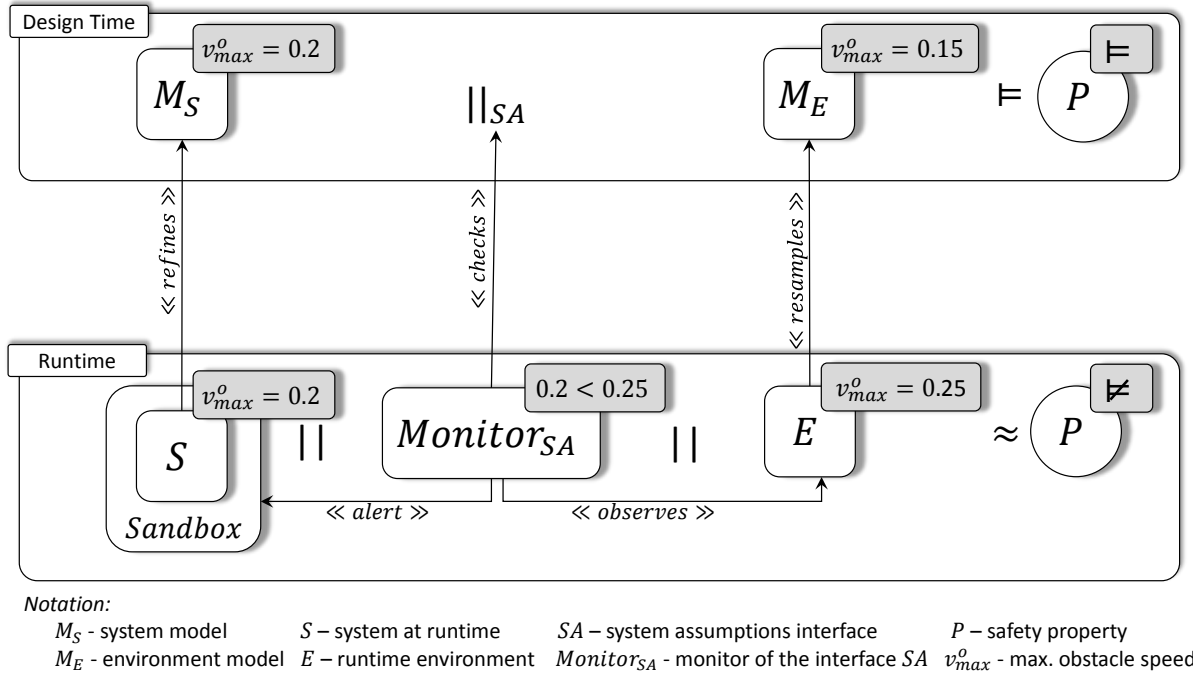 Design Time
v^o_max = 0.2
v^o_max = 0.15
⊨
M_S
||_SA
M_E
⊨
P
≪ refines ≫
≪ checks ≫
≪ resamples ≫
Runtime
v^o_max = 0.2
0.2 < 0.25
v^o_max = 0.25
⊭
S
||
Monitor_SA
||
E
≈
P
Sandbox
≪ alert ≫
≪ observes ≫
Notation:
M_S - system model S – system at runtime SA – system assumptions interface P – safety property
M_E - environment model E – runtime environment Monitor_SA - monitor of the interface SA v^o_max - max. obstacle speed